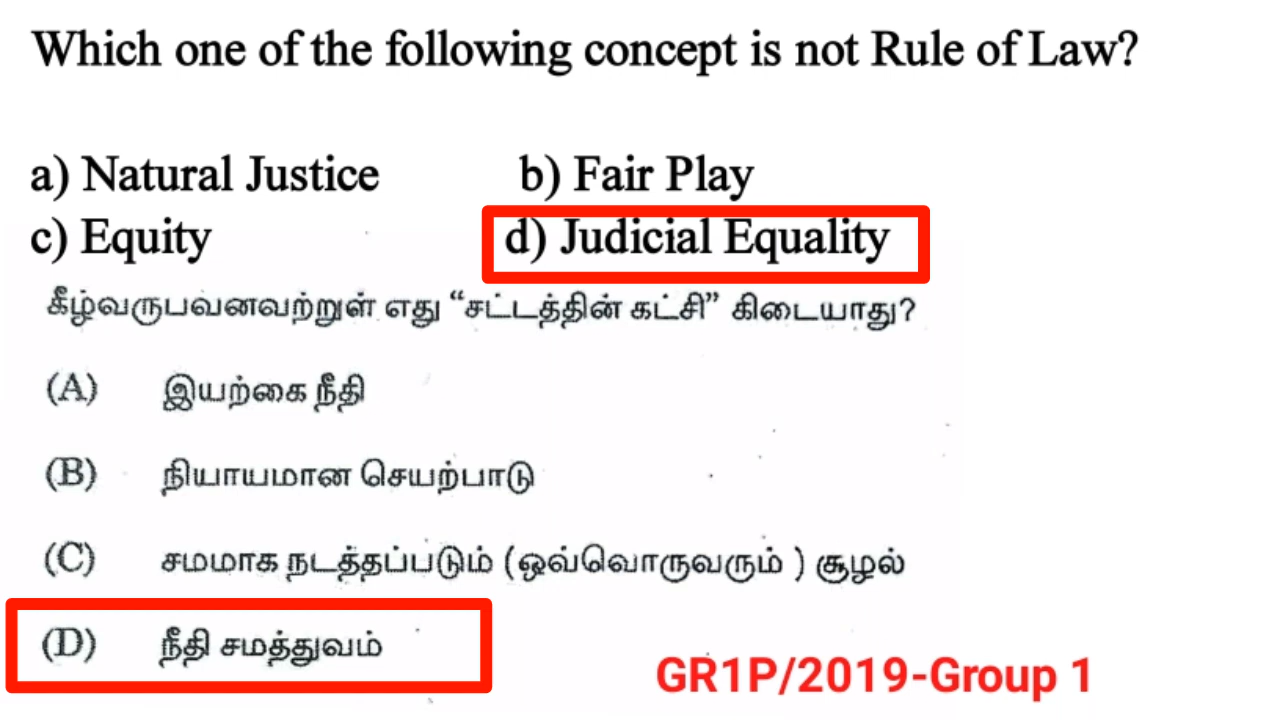 Which one of the following concept is not Rule of Law?
a) Natural Justice b) Fair Play
c) Equity d) Judicial Equality
கீழ்வருபவனவற்றுள் எது “சட்டத்தின் கட்சி” கிடையாது?
(A) இயற்கை நீதி
(B) நியாயமான செயற்பாடு
(C) சமமாக நடத்தப்படும் (ஒவ்வொருவரும் ) சூழல்
(D) நீதி சமத்துவம்
GR1P/2019-Group 1